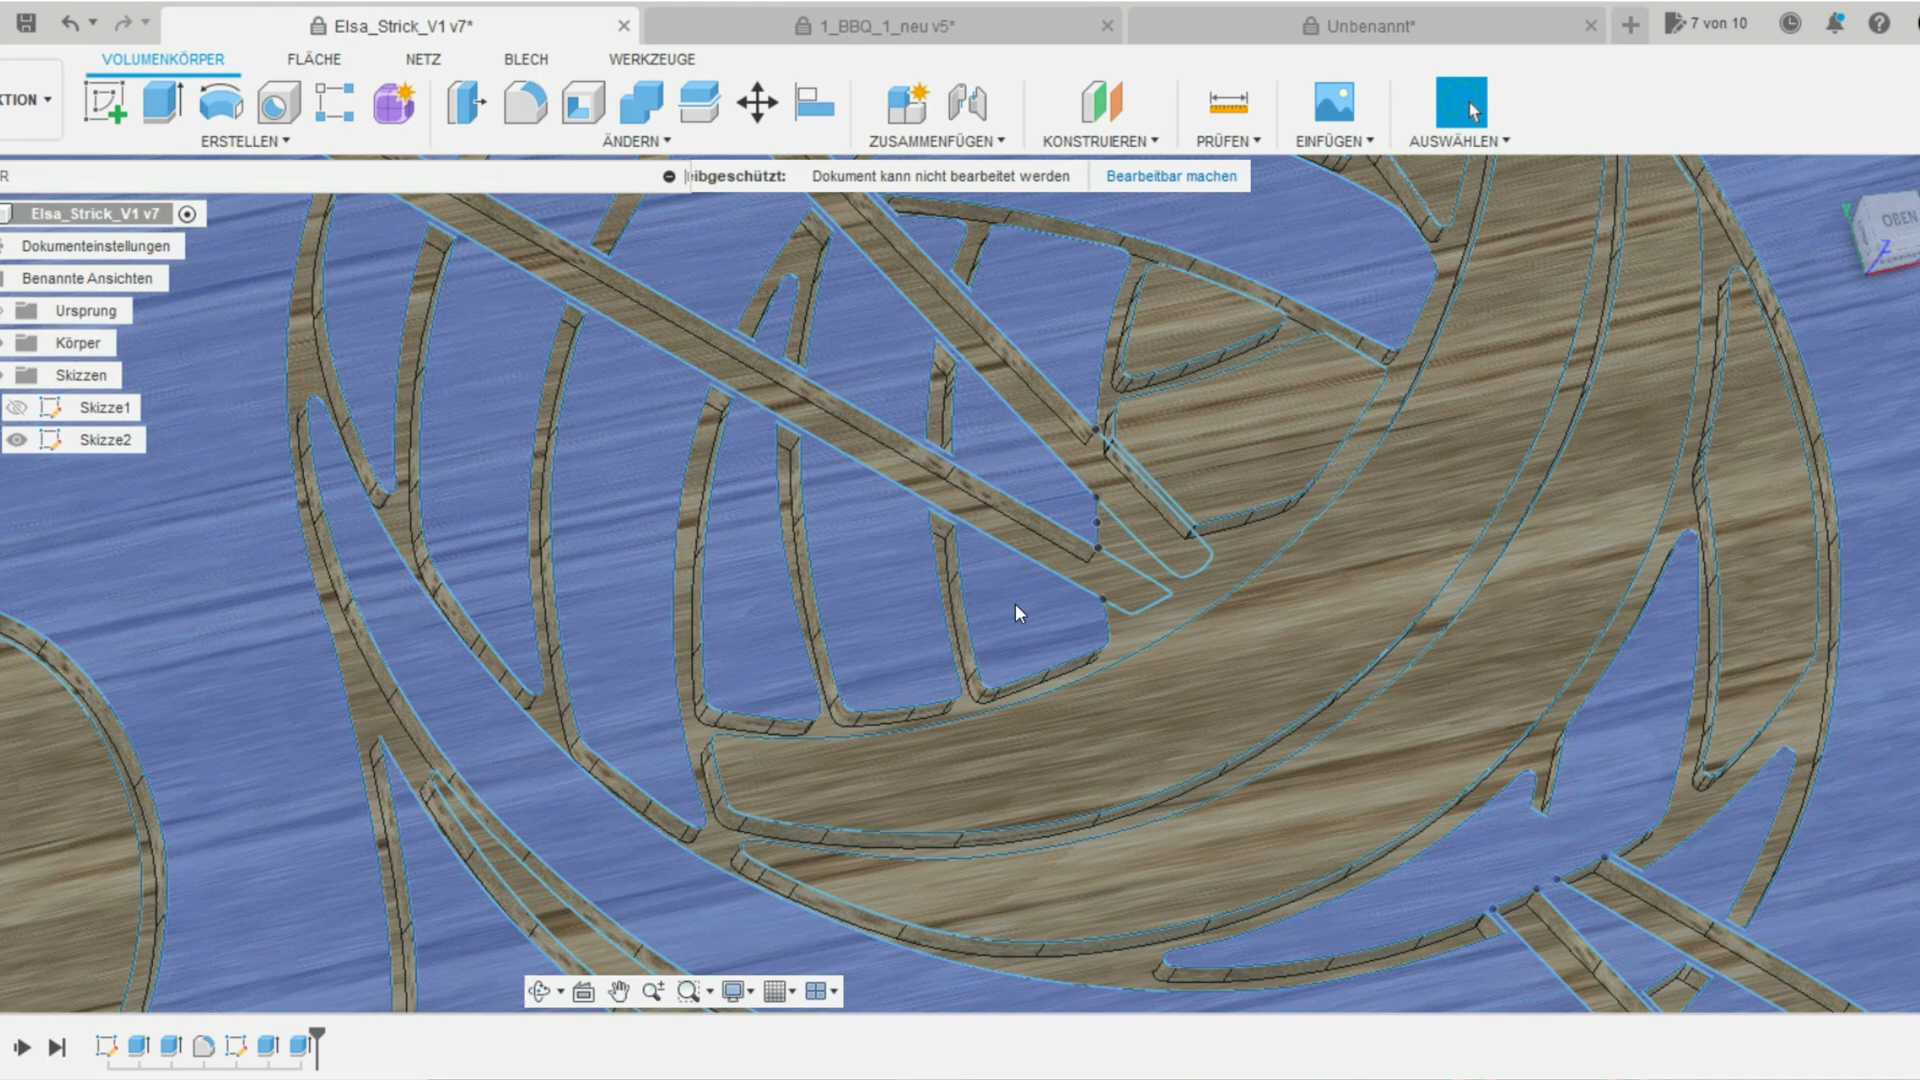 Elsa_Strick_V1 v7*
1_BBQ_1_neu v5*
Unbenannt*
7 von 10
VOLUMENKÖRPER
FLÄCHE
NETZ
BLECH
WERKZEUGE
KTION
ERSTELLEN
ÄNDERN
ZUSAMMENFÜGEN
KONSTRUIEREN
PRÜFEN
EINFÜGEN
AUSWÄHLEN
R
eibgeschützt:
Dokument kann nicht bearbeitet werden
Bearbeitbar machen
Elsa_Strick_V1 v7
Dokumenteinstellungen
Benannte Ansichten
Ursprung
Körper
Skizzen
Skizze1
Skizze2
OBEN
Y
Z